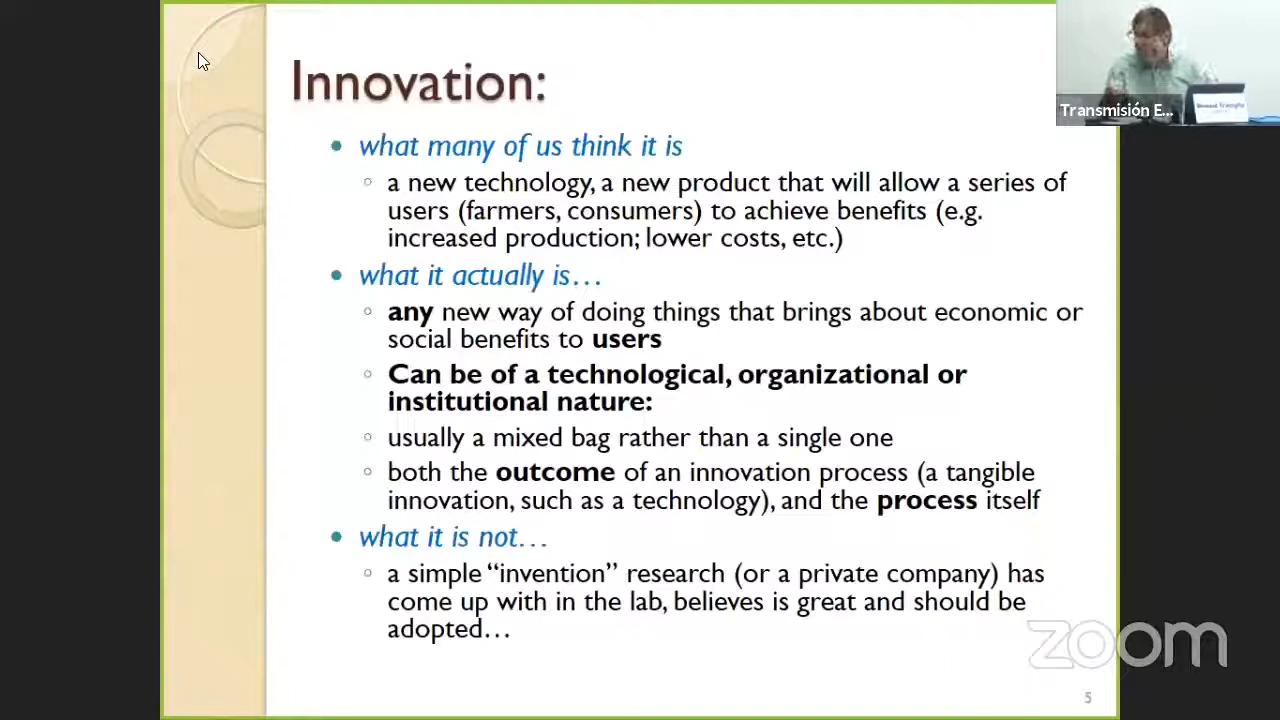 Innovation:
• what many of us think it is
◦ a new technology, a new product that will allow a series of
users (farmers, consumers) to achieve benefits (e.g.
increased production; lower costs, etc.)
• what it actually is…
◦ any new way of doing things that brings about economic or
social benefits to users
◦ Can be of a technological, organizational or
institutional nature:
◦ usually a mixed bag rather than a single one
◦ both the outcome of an innovation process (a tangible
innovation, such as a technology), and the process itself
• what it is not…
◦ a simple “invention” research (or a private company) has
come up with in the lab, believes is great and should be
adopted…
5
Transmisión E...
zoom